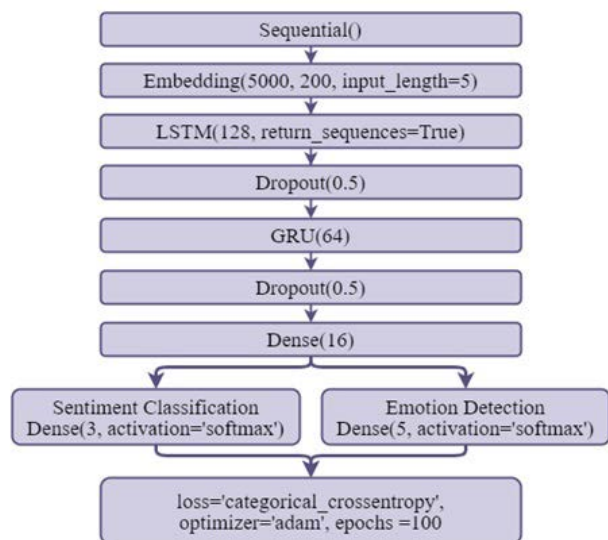 Sequential()
Embedding(5000, 200, input_length=5)
LSTM(128, return_sequences=True)
Dropout(0.5)
GRU(64)
Dropout(0.5)
Dense(16)
Sentiment Classification
Dense(3, activation='softmax')
Emotion Detection
Dense(5, activation='softmax')
loss='categorical_crossentropy',
optimizer='adam', epochs =100